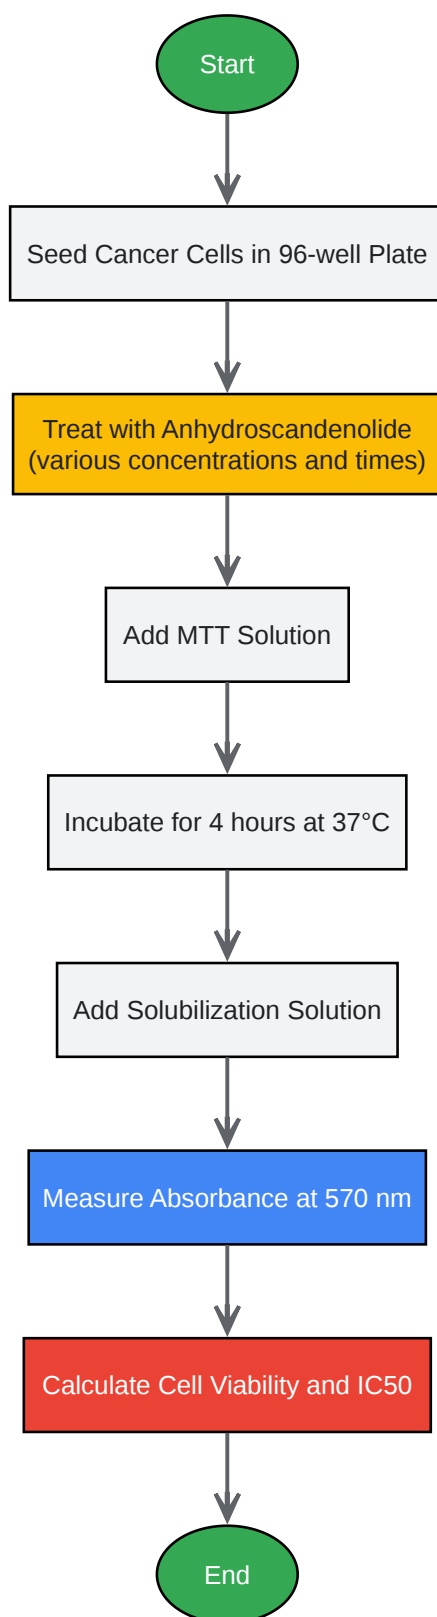 Start
Seed Cancer Cells in 96-well Plate
Treat with Anhydroscandenolide
(various concentrations and times)
Add MTT Solution
Incubate for 4 hours at 37°C
Add Solubilization Solution
Measure Absorbance at 570 nm
Calculate Cell Viability and IC50
End